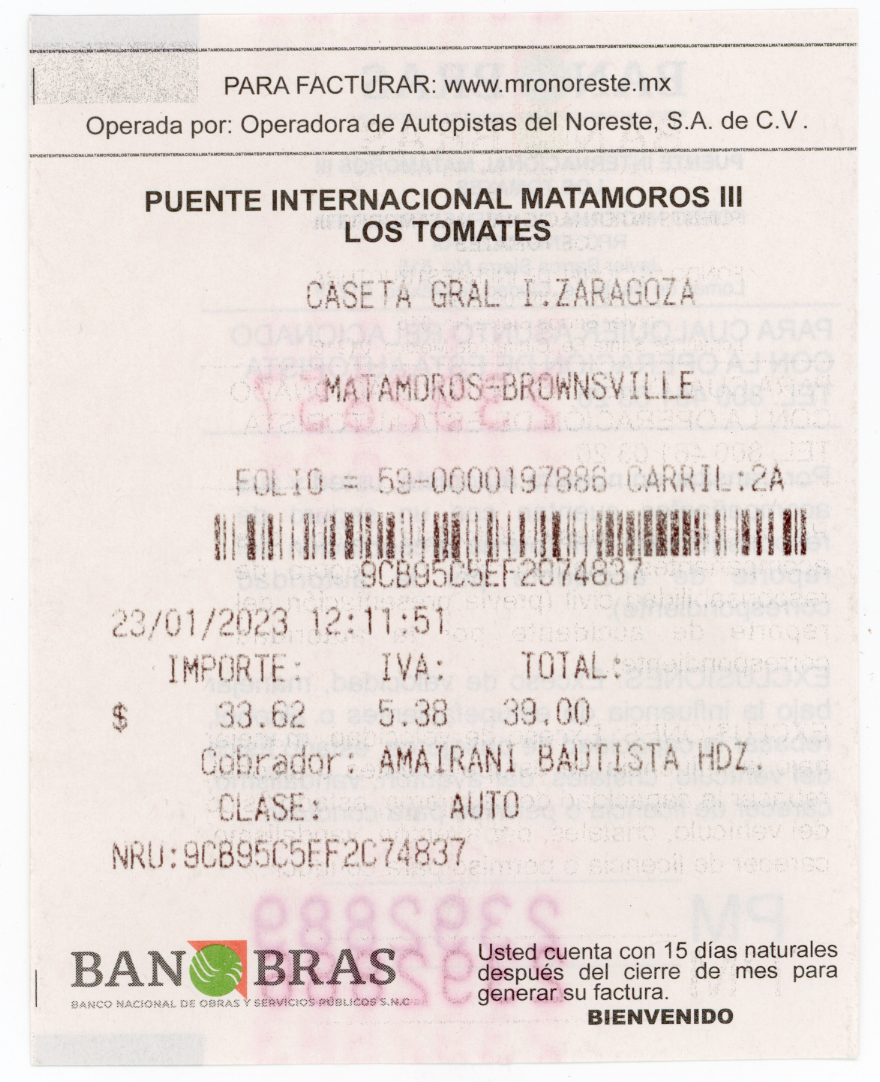 PARA FACTURAR: www.mronoreste.mx
Operada por: Operadora de Autopistas del Noreste, S.A. de C.V.
PUENTE INTERNACIONAL MATAMOROS III
LOS TOMATES
CASETA GRAL I.ZARAGOZA
MATAMOROS-BROWNSVILLE
FOLIO = 59-0000197886 CARRIL:2A
9CB95C5EF2C74837
23/01/2023 12:11:51
IMPORTE: IVA: TOTAL:
$ 33.62 5.38 39.00
Cobrador: AMAIRANI BAUTISTA HDZ.
CLASE: AUTO
NRU:9CB95C5EF2C74837
BANOBRAS
BANCO NACIONAL DE OBRAS Y SERVICIOS PÚBLICOS S.N.C
Usted cuenta con 15 días naturales
después del cierre de mes para
generar su factura.
BIENVENIDO